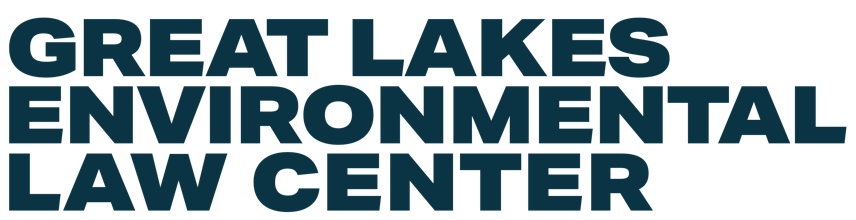 GREAT LAKES
ENVIRONMENTAL
LAW CENTER